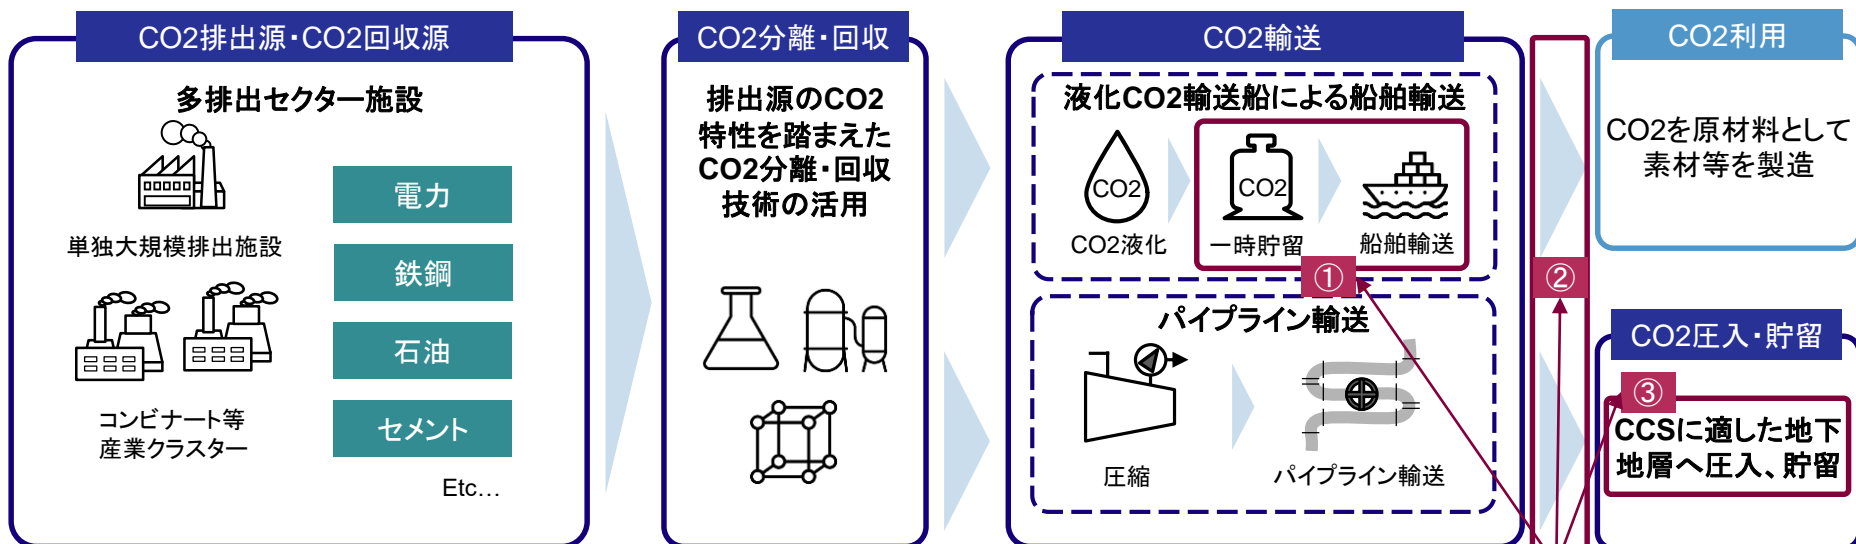 CO2排出源・CO2回収源
多排出セクター施設
単独大規模排出施設
コンビナート等
産業クラスター
電力
鉄鋼
石油
セメント
Etc…
CO2分離・回収
排出源のCO2
特性を踏まえた
CO2分離・回収
技術の活用
CO2輸送
液化CO2輸送船による船舶輸送
CO2
CO2
CO2液化
一時貯留
船舶輸送
①
パイプライン輸送
圧縮
パイプライン輸送
②
CO2利用
CO2を原材料として
素材等を製造
CO2圧入・貯留
③
CCSに適した地下
地層へ圧入、貯留